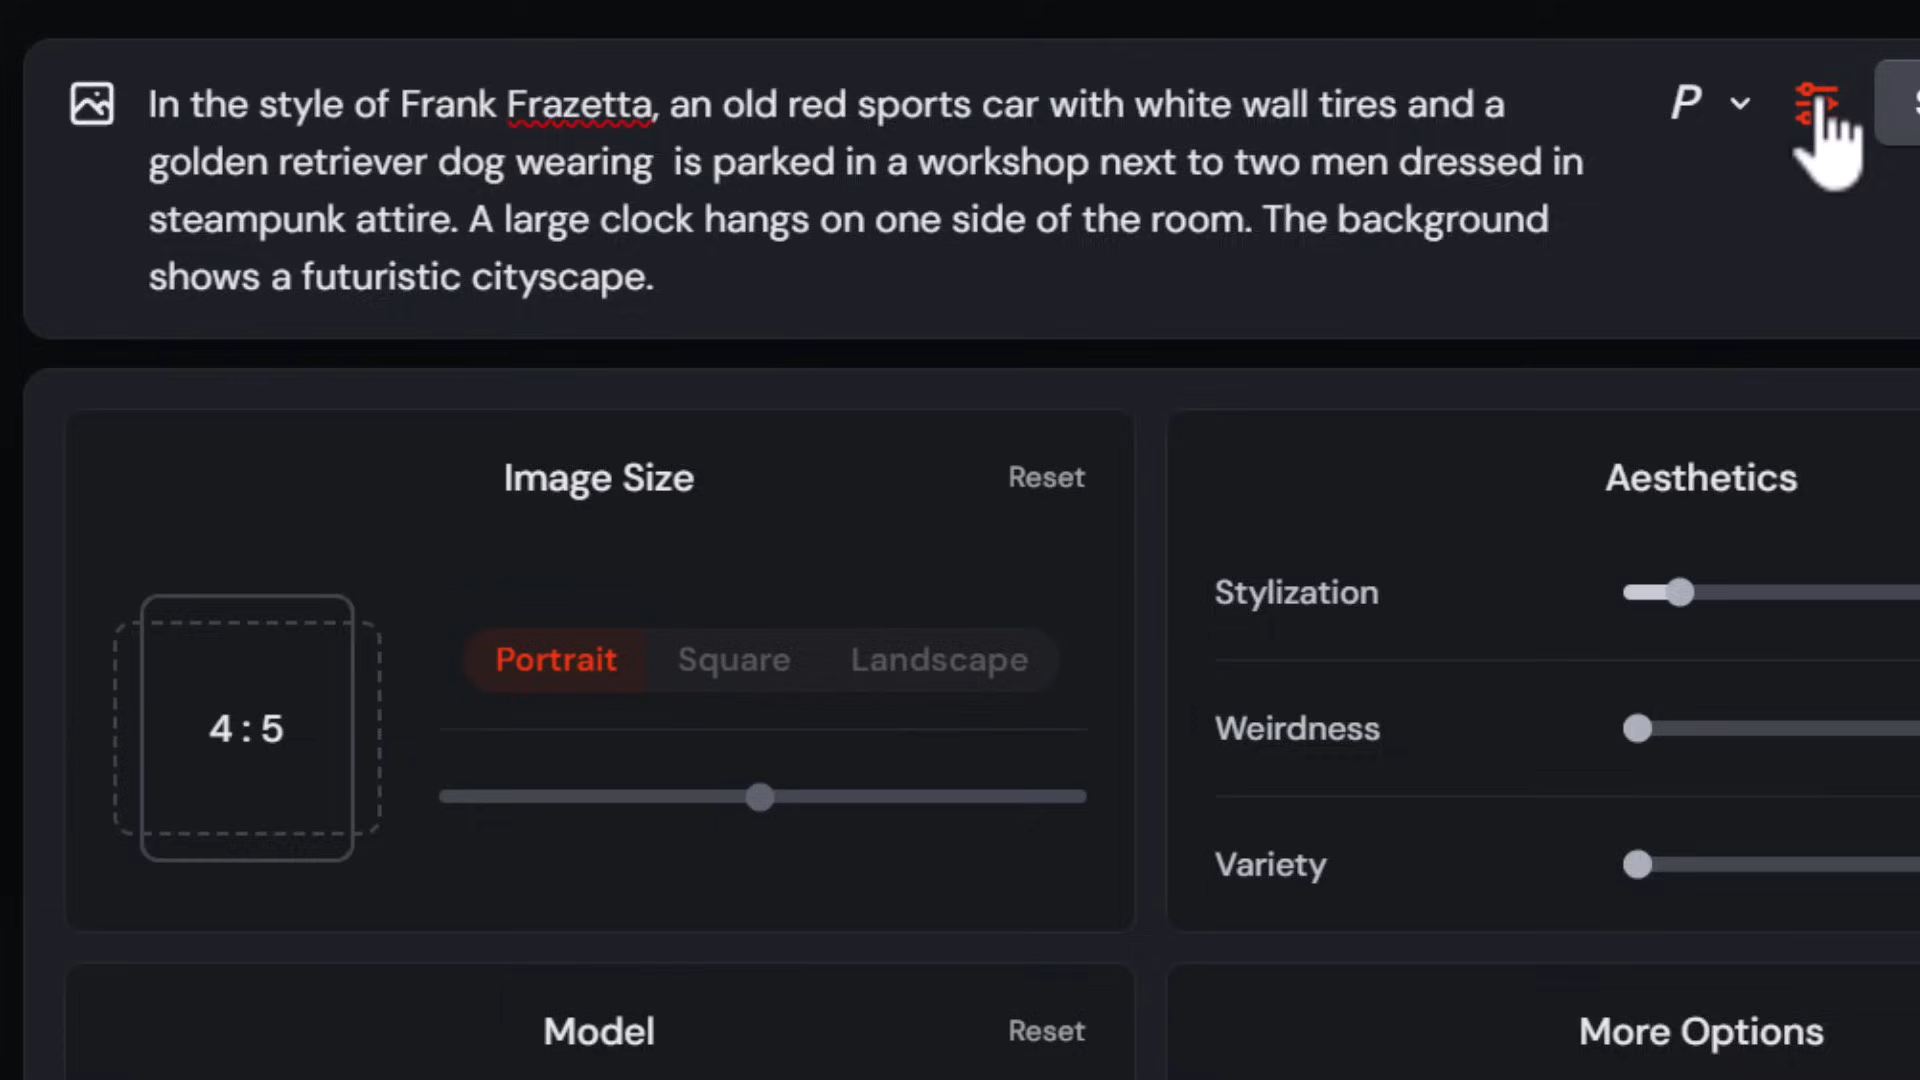 In the style of Frank Frazetta, an old red sports car with white wall tires and a
golden retriever dog wearing  is parked in a workshop next to two men dressed in
steampunk attire. A large clock hangs on one side of the room. The background
shows a futuristic cityscape.
P
Image Size
Reset
4 : 5
Portrait
Square
Landscape
Aesthetics
Stylization
Weirdness
Variety
Model
Reset
More Options